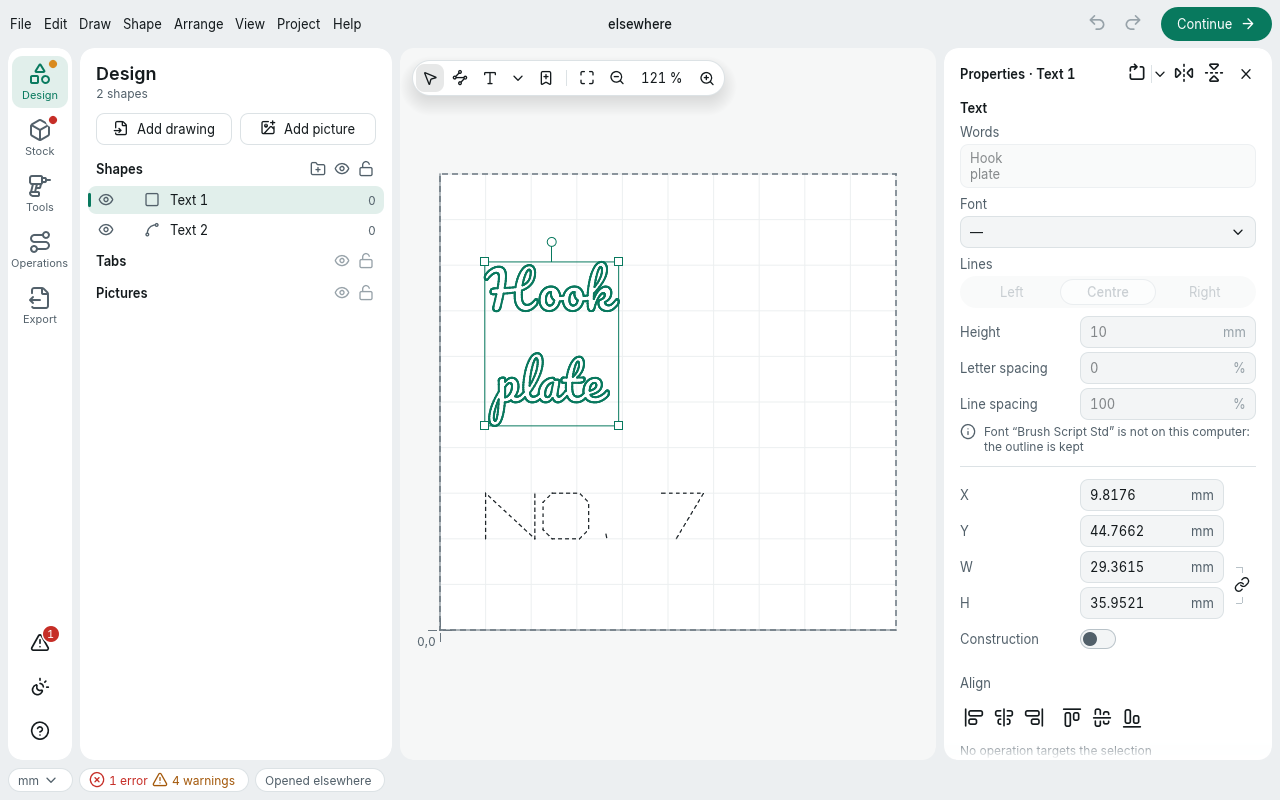 File Edit Draw Shape Arrange View Project Help
elsewhere
Continue
Design
Stock
Tools
Operations
Export
1
Design
2 shapes
Add drawing
Add picture
Shapes
Text 1 0
Text 2 0
Tabs
Pictures
T
121 %
Hook
plate
NO. 7
0,0
Properties · Text 1
Text
Words
Hook
plate
Font
—
Lines
Left Centre Right
Height 10 mm
Letter spacing 0 %
Line spacing 100 %
Font “Brush Script Std” is not on this computer:
the outline is kept
X 9.8176 mm
Y 44.7662 mm
W 29.3615 mm
H 35.9521 mm
Construction
Align
No operation targets the selection
mm
1 error 4 warnings
Opened elsewhere